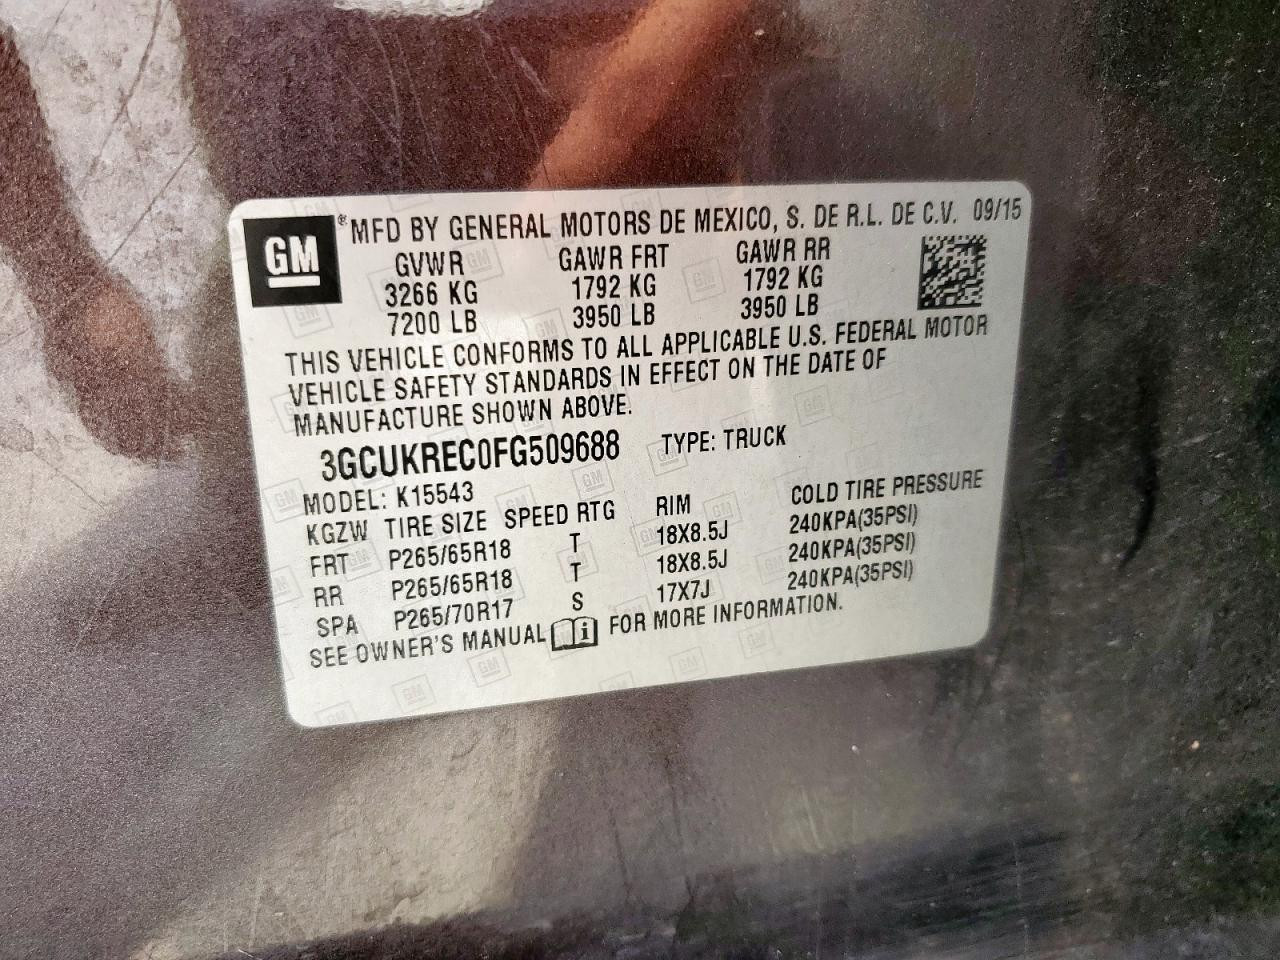 GM ® MFD BY GENERAL MOTORS DE MEXICO, S. DE R.L. DE C.V. 09/15
GVWR GAWR FRT GAWR RR
3266 KG 1792 KG 1792 KG
7200 LB 3950 LB 3950 LB
THIS VEHICLE CONFORMS TO ALL APPLICABLE U.S. FEDERAL MOTOR
VEHICLE SAFETY STANDARDS IN EFFECT ON THE DATE OF
MANUFACTURE SHOWN ABOVE.
3GCUKREC0FG509688 TYPE: TRUCK
MODEL: K15543
KGZW TIRE SIZE SPEED RTG RIM COLD TIRE PRESSURE
FRT P265/65R18 T 18X8.5J 240KPA(35PSI)
RR P265/65R18 T 18X8.5J 240KPA(35PSI)
SPA P265/70R17 S 17X7J 240KPA(35PSI)
SEE OWNER'S MANUAL i FOR MORE INFORMATION.